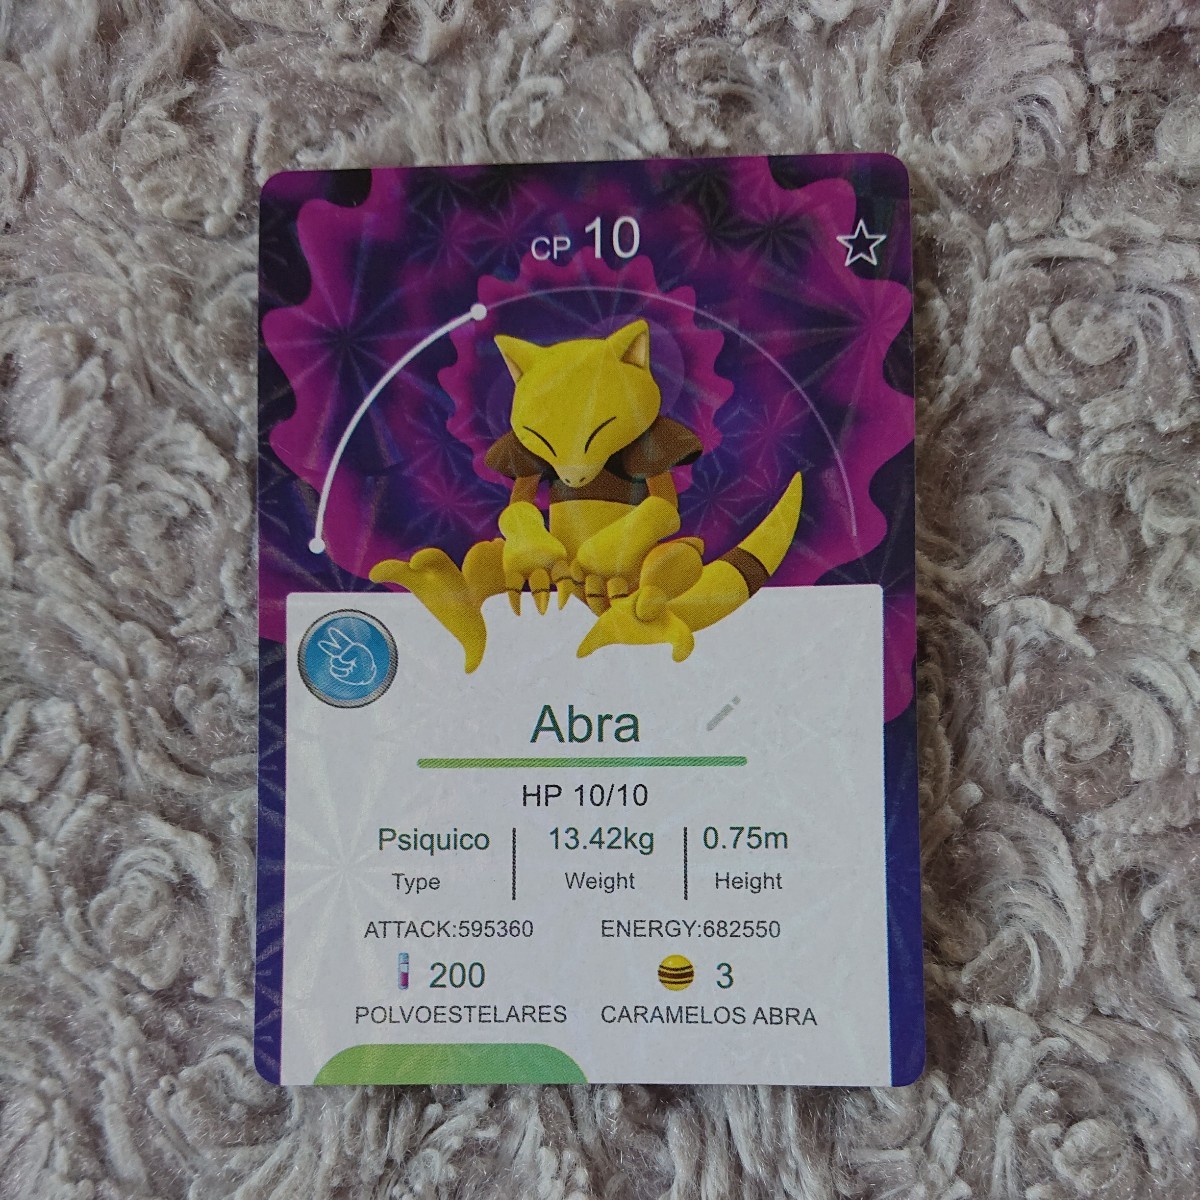 CP 10
Abra
HP 10/10
Psiquico 13.42kg 0.75m
Type Weight Height
ATTACK:595360 ENERGY:682550
200 3
POLVOESTELARES CARAMELOS ABRA